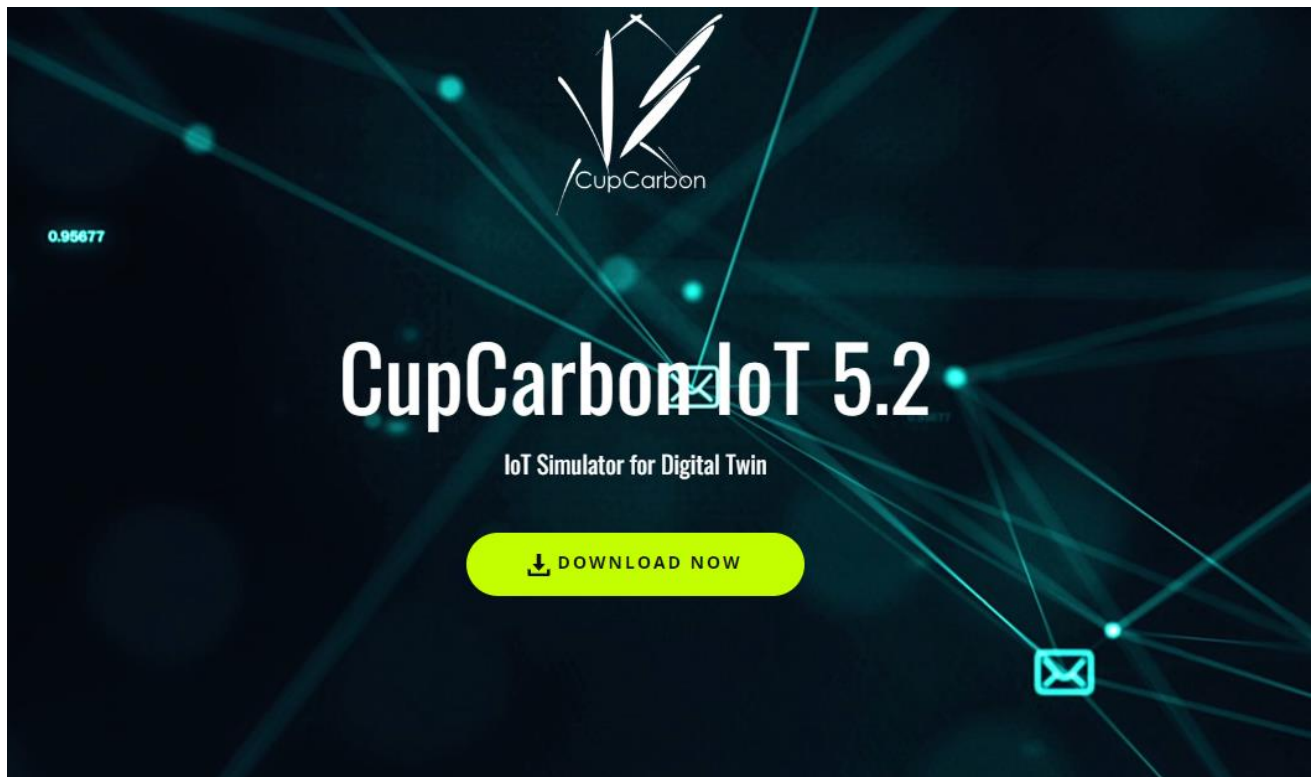 CupCarbon
0.95677
CupCarbon IoT 5.2
IoT Simulator for Digital Twin
DOWNLOAD NOW